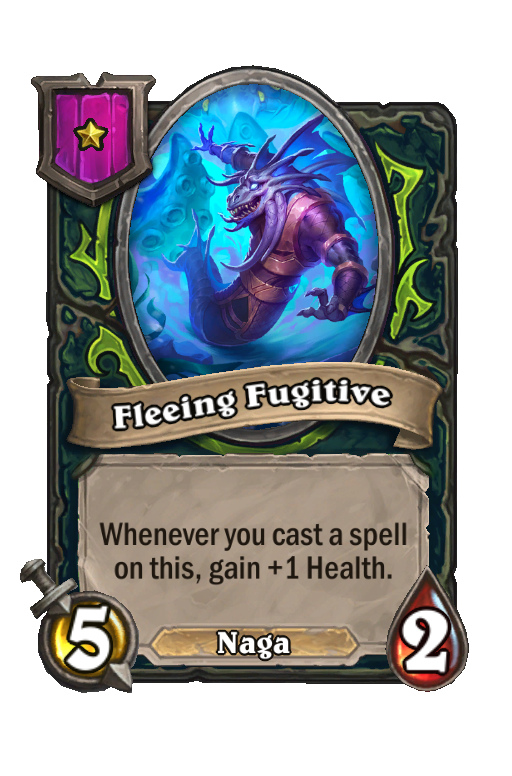 Fleeing Fugitive
Whenever you cast a spell
on this, gain +1 Health.
5
Naga
2